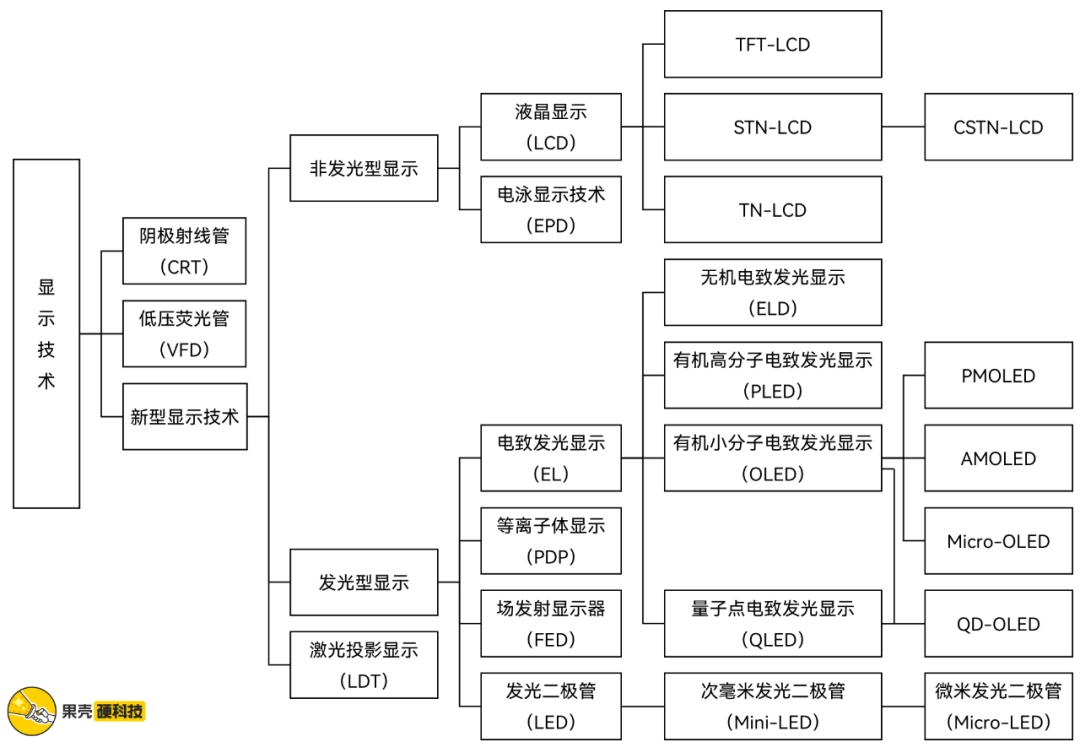 显
示
技
术
阴极射线管
（CRT）
低压荧光管
（VFD）
新型显示技术
非发光型显示
发光型显示
激光投影显示
（LDT）
液晶显示
（LCD）
电泳显示技术
（EPD）
电致发光显示
（EL）
等离子体显示
（PDP）
场发射显示器
（FED）
发光二极管
（LED）
TFT-LCD
STN-LCD
TN-LCD
无机电致发光显示
（ELD）
有机高分子电致发光显示
（PLED）
有机小分子电致发光显示
（OLED）
量子点电致发光显示
（QLED）
次毫米发光二极管
（Mini-LED）
CSTN-LCD
PMOLED
AMOLED
Micro-OLED
QD-OLED
微米发光二极管
（Micro-LED）
果壳 硬科技